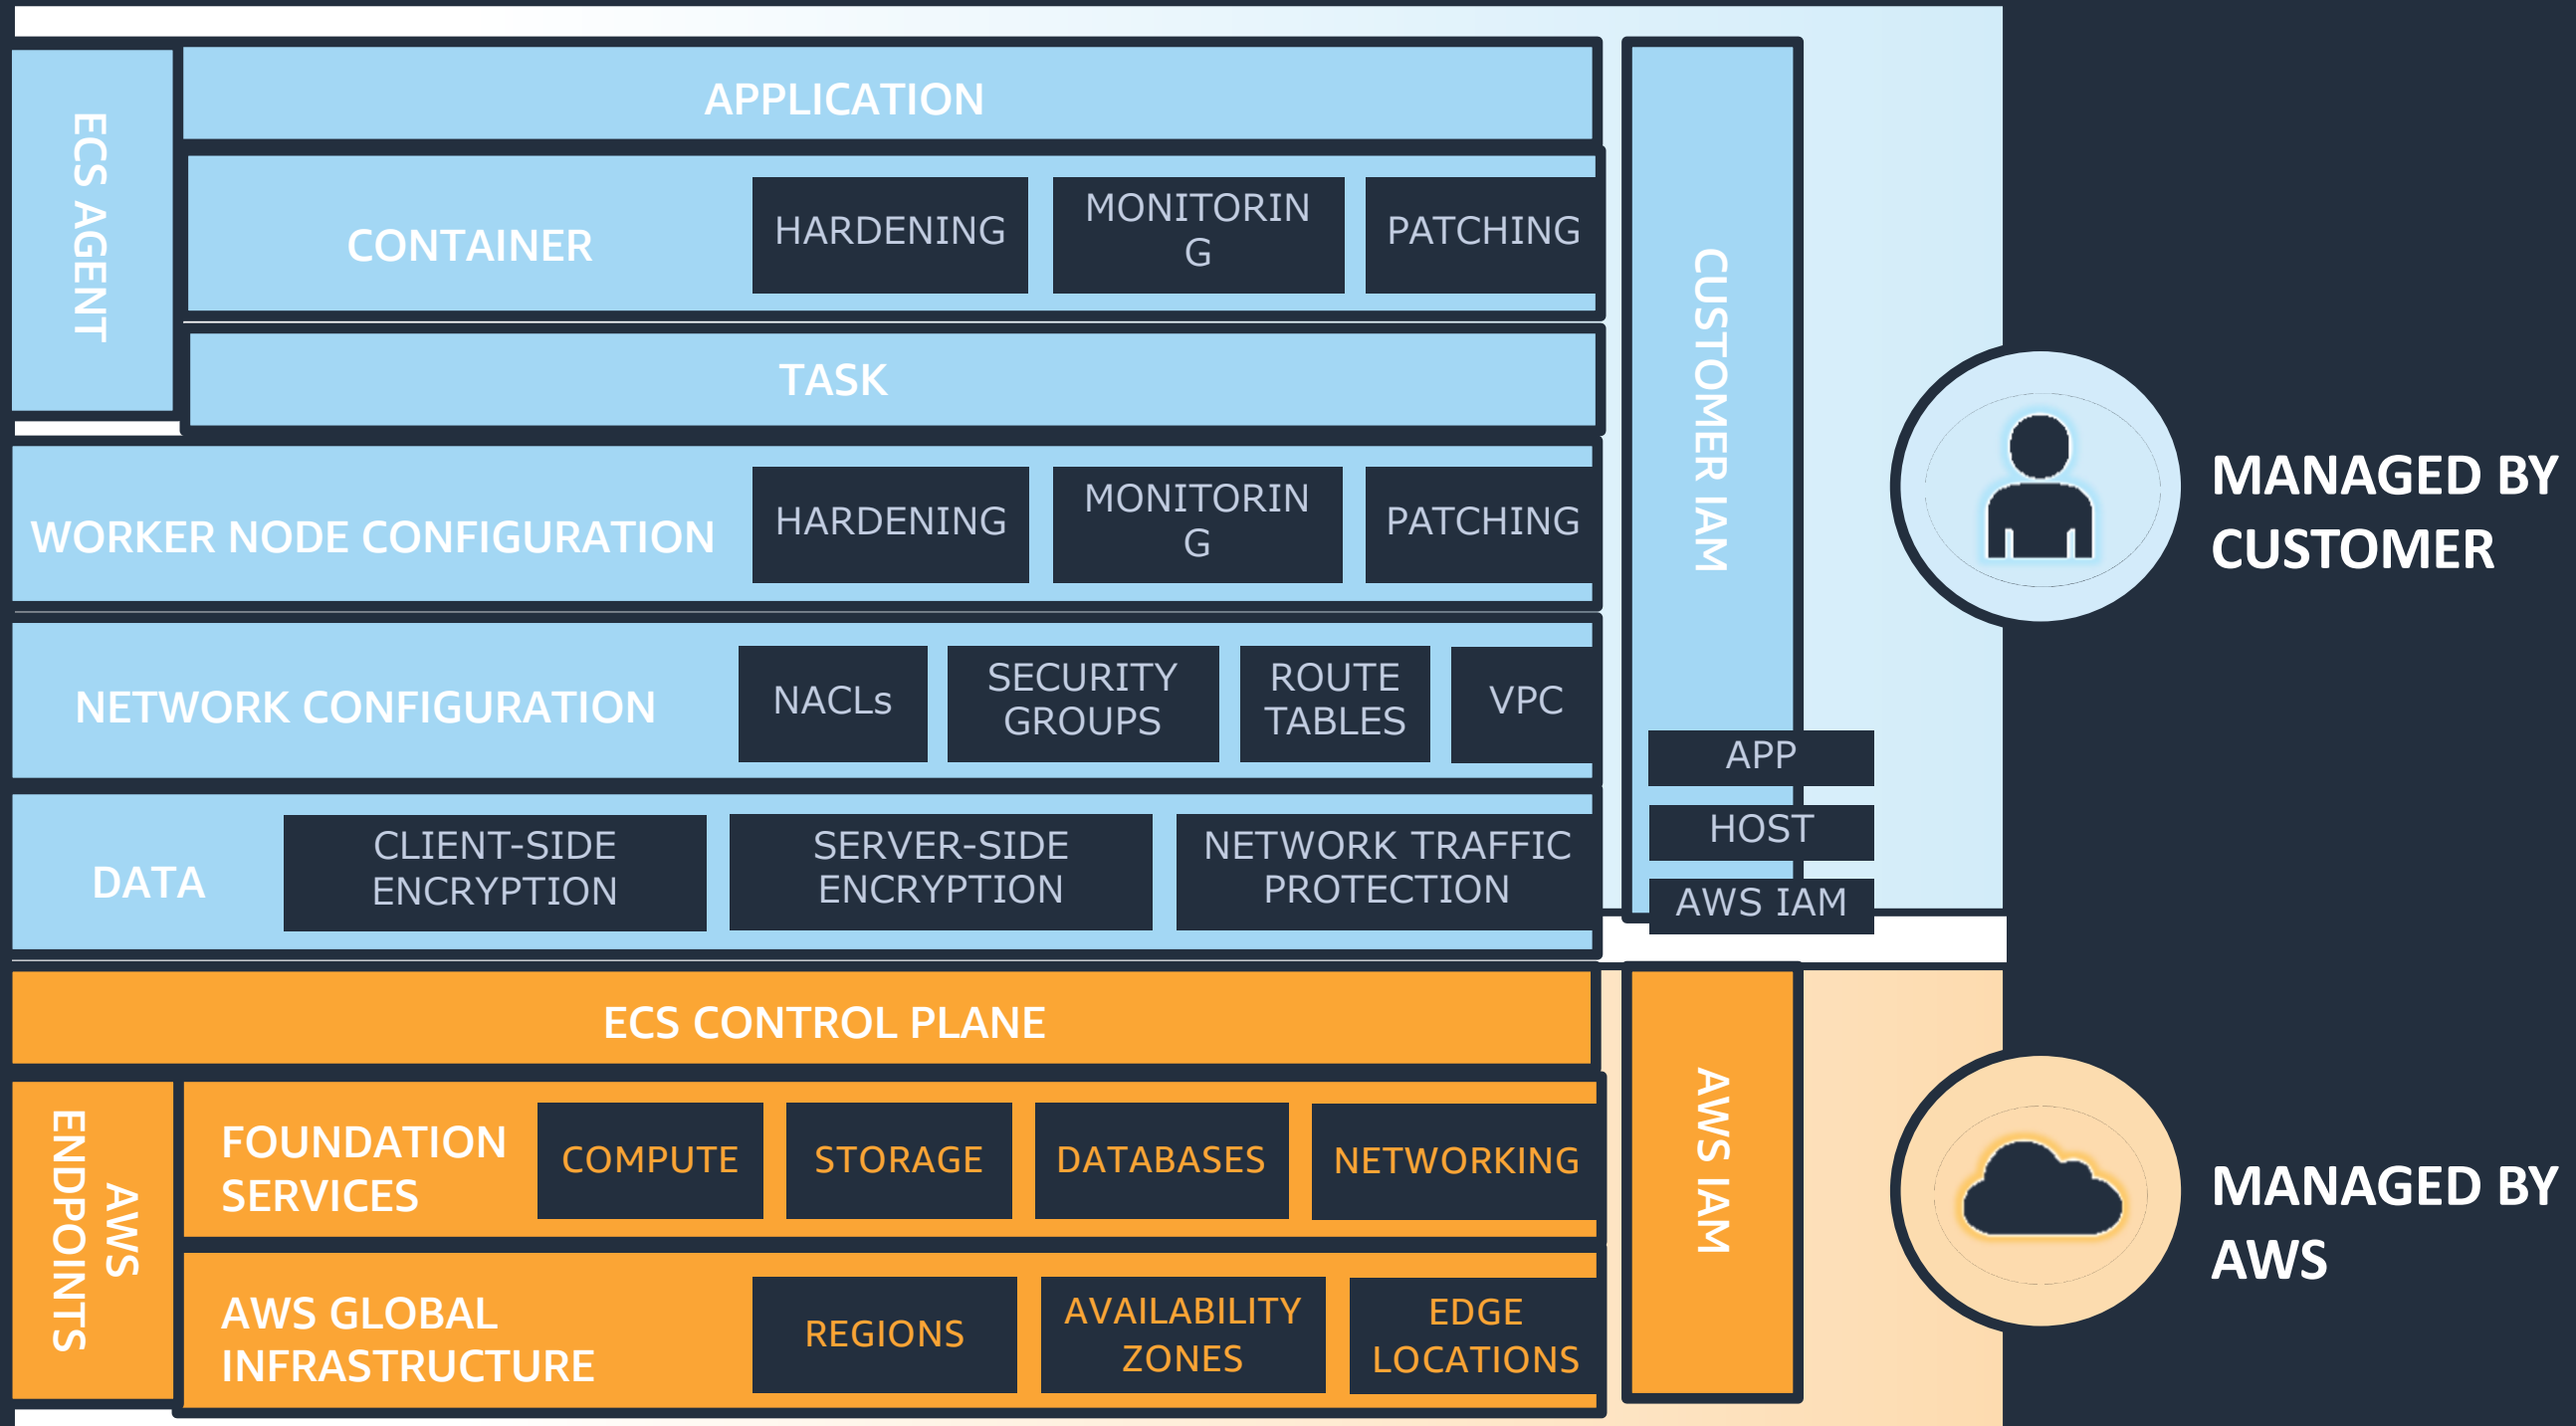 ECS AGENT
APPLICATION
CONTAINER
HARDENING
MONITORIN
G
PATCHING
TASK
WORKER NODE CONFIGURATION
HARDENING
MONITORIN
G
PATCHING
NETWORK CONFIGURATION
NACLs
SECURITY
GROUPS
ROUTE
TABLES
VPC
DATA
CLIENT-SIDE
ENCRYPTION
SERVER-SIDE
ENCRYPTION
NETWORK TRAFFIC
PROTECTION
CUSTOMER IAM
APP
HOST
AWS IAM
MANAGED BY
CUSTOMER
ECS CONTROL PLANE
AWS
ENDPOINTS
FOUNDATION
SERVICES
COMPUTE
STORAGE
DATABASES
NETWORKING
AWS GLOBAL
INFRASTRUCTURE
REGIONS
AVAILABILITY
ZONES
EDGE
LOCATIONS
AWS IAM
MANAGED BY
AWS